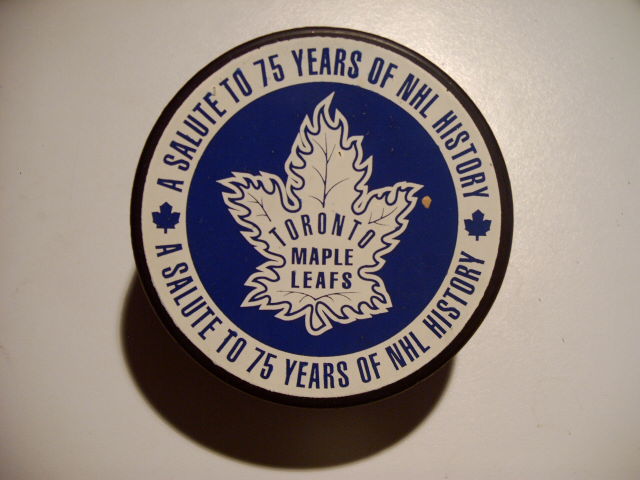 A SALUTE TO 75 YEARS OF NHL HISTORY
TORONTO
MAPLE
LEAFS
A SALUTE TO 75 YEARS OF NHL HISTORY